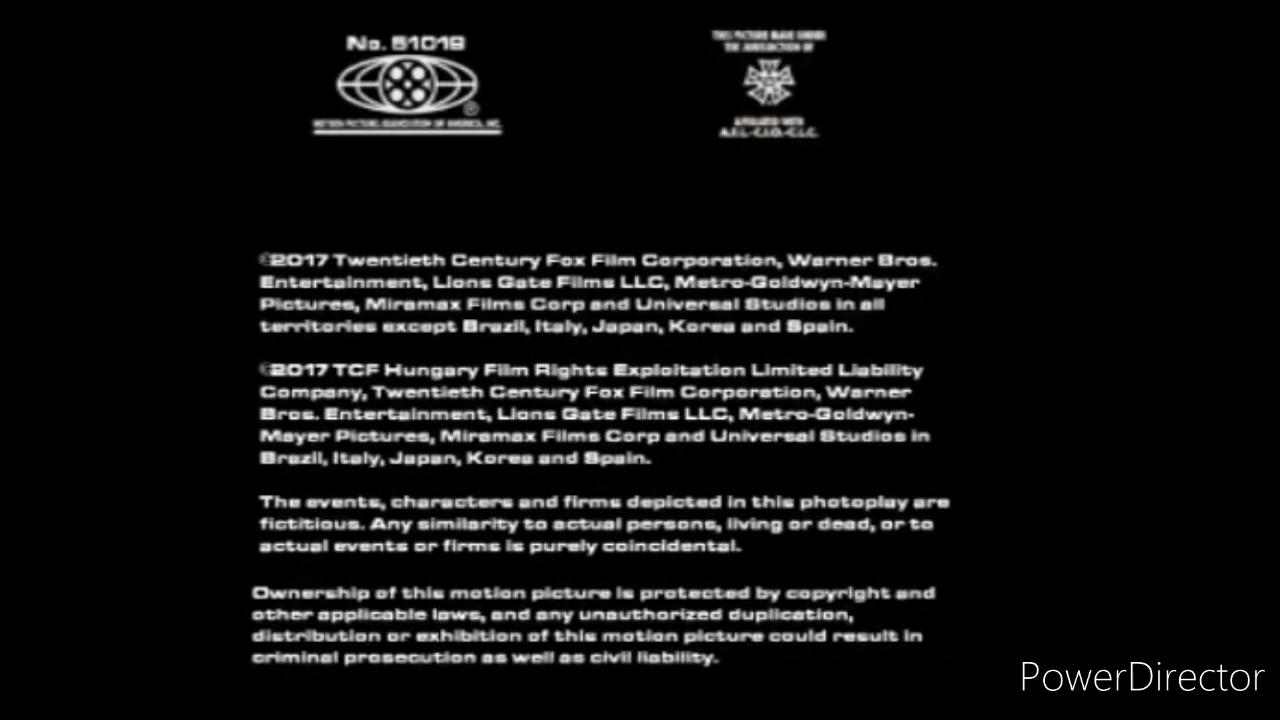 No. 51019
THIS PICTURE MADE UNDER
THE JURISDICTION OF
®
MOTION PICTURE ASSOCIATION OF AMERICA, INC.
AFFILIATED WITH
A.F.L.-C.I.O.-C.L.C.
©2017 Twentieth Century Fox Film Corporation, Warner Bros.
Entertainment, Lions Gate Films LLC, Metro-Goldwyn-Mayer
Pictures, Miramax Films Corp and Universal Studios in all
territories except Brazil, Italy, Japan, Korea and Spain.
©2017 TCF Hungary Film Rights Exploitation Limited Liability
Company, Twentieth Century Fox Film Corporation, Warner
Bros. Entertainment, Lions Gate Films LLC, Metro-Goldwyn-
Mayer Pictures, Miramax Films Corp and Universal Studios in
Brazil, Italy, Japan, Korea and Spain.
The events, characters and firms depicted in this photoplay are
fictitious. Any similarity to actual persons, living or dead, or to
actual events or firms is purely coincidental.
Ownership of this motion picture is protected by copyright and
other applicable laws, and any unauthorized duplication,
distribution or exhibition of this motion picture could result in
criminal prosecution as well as civil liability.
PowerDirector